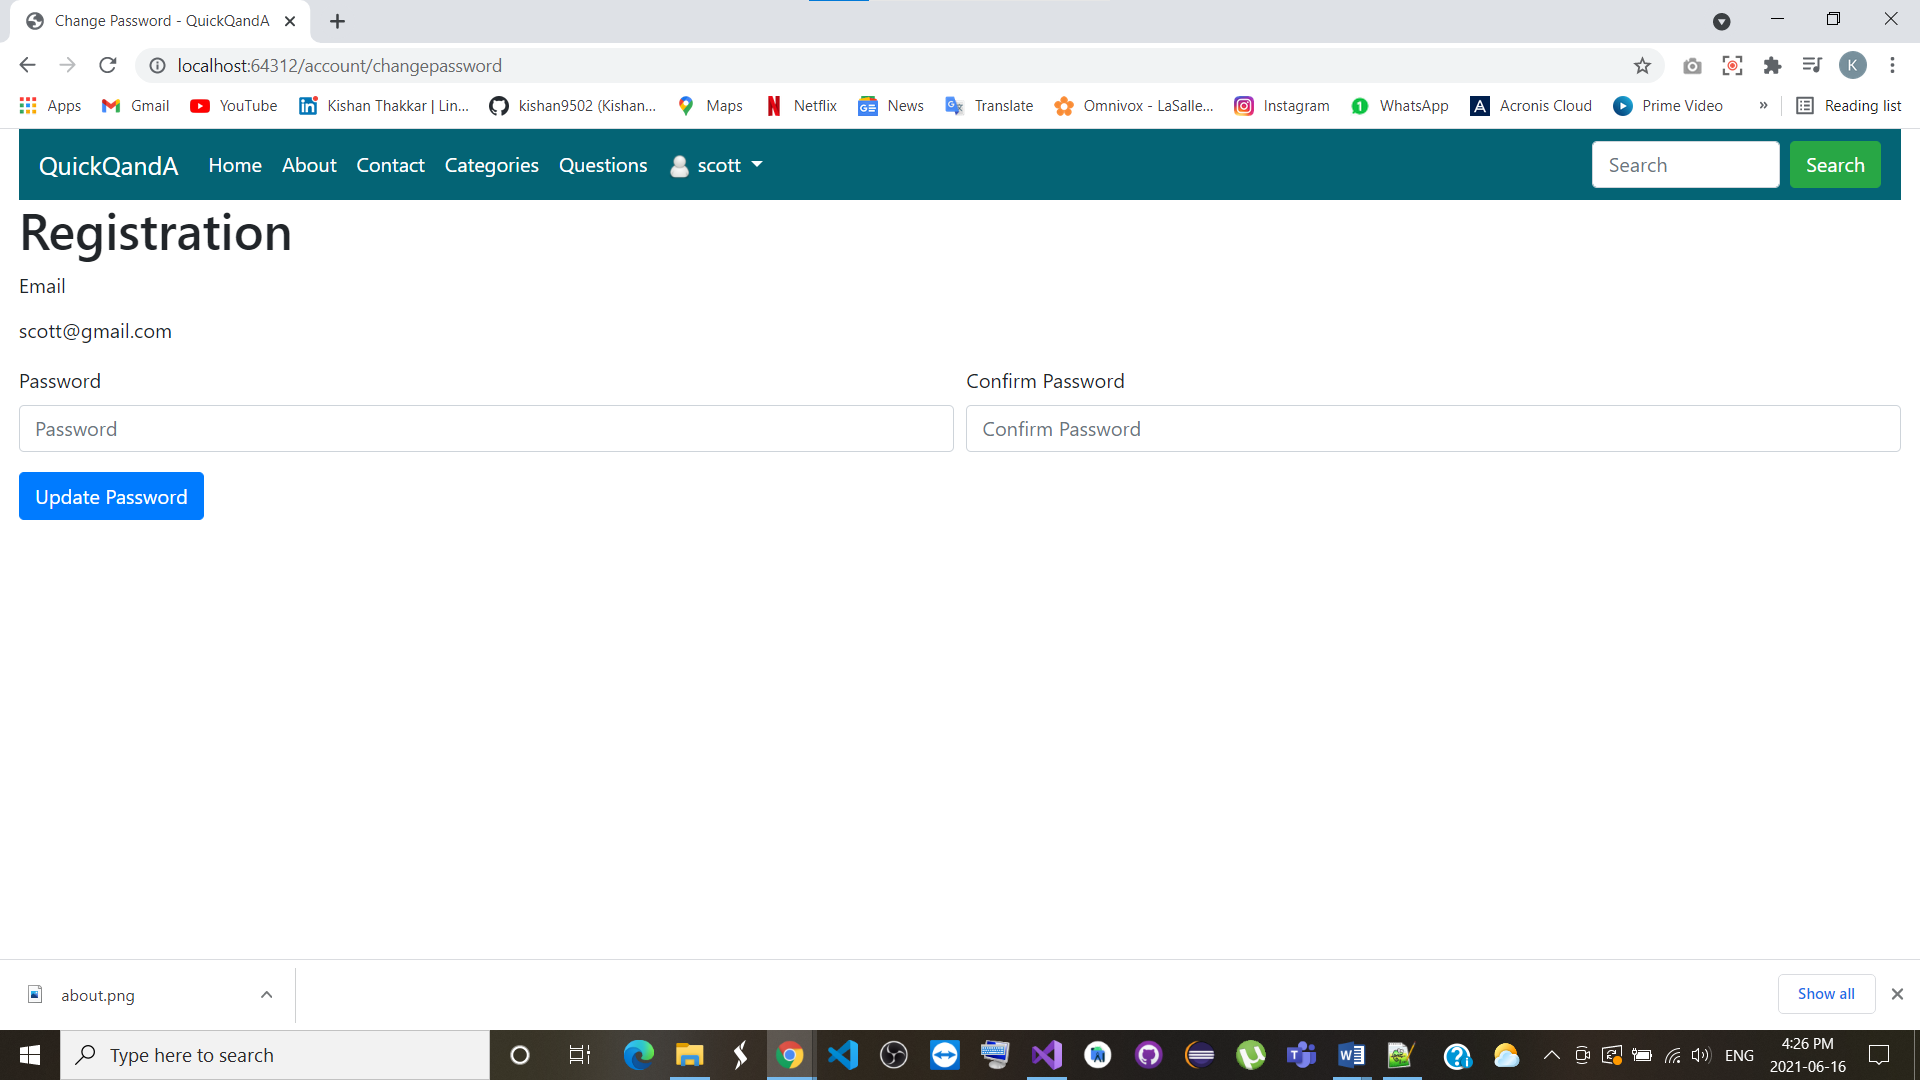 Change Password - QuickQandA
localhost:64312/account/changepassword
Apps Gmail YouTube Kishan Thakkar | Lin... kishan9502 (Kishan... Maps Netflix News Translate Omnivox - LaSalle... Instagram 1 WhatsApp Acronis Cloud Prime Video » Reading list
K
QuickQandA Home About Contact Categories Questions scott Search Search
Registration
Email
scott@gmail.com
Password Confirm Password
Password Confirm Password
Update Password
about.png Show all
Type here to search ENG 4:26 PM
2021-06-16